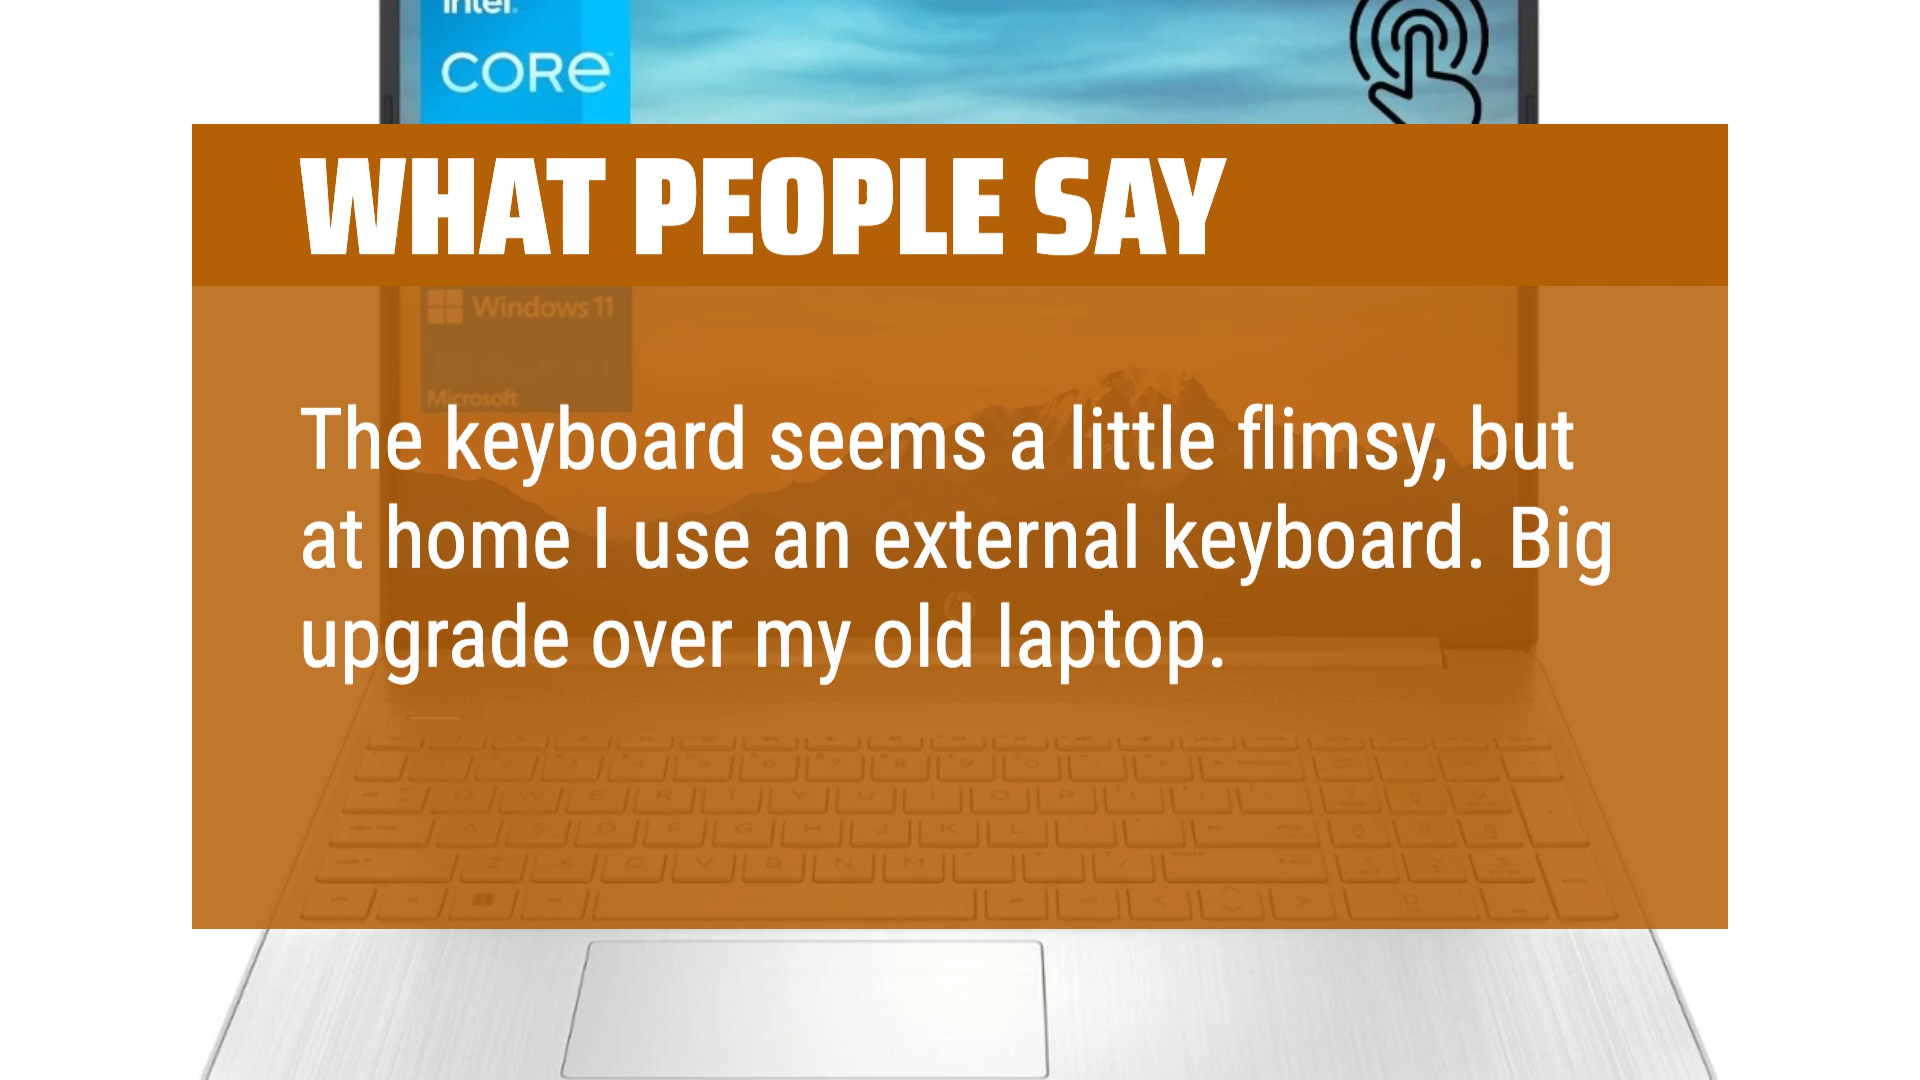 intel.
CORE
WHAT PEOPLE SAY
Windows 11
Microsoft
The keyboard seems a little flimsy, but
at home I use an external keyboard. Big
upgrade over my old laptop.
Q W E R T Y U I O P
A S D F G H J K L
Z X C V B N M